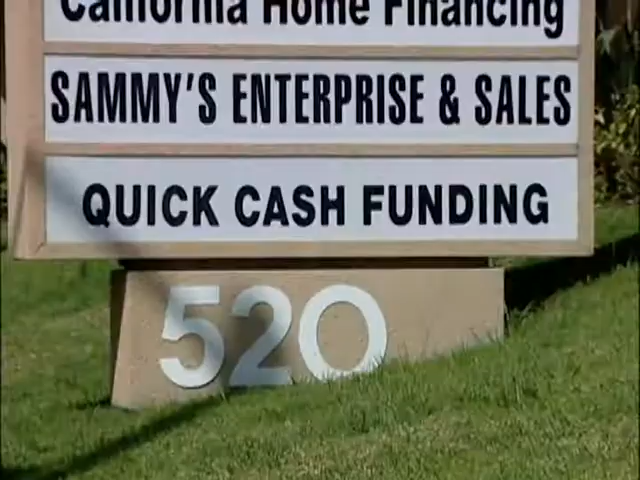 California Home Financing
SAMMY'S ENTERPRISE & SALES
QUICK CASH FUNDING
520